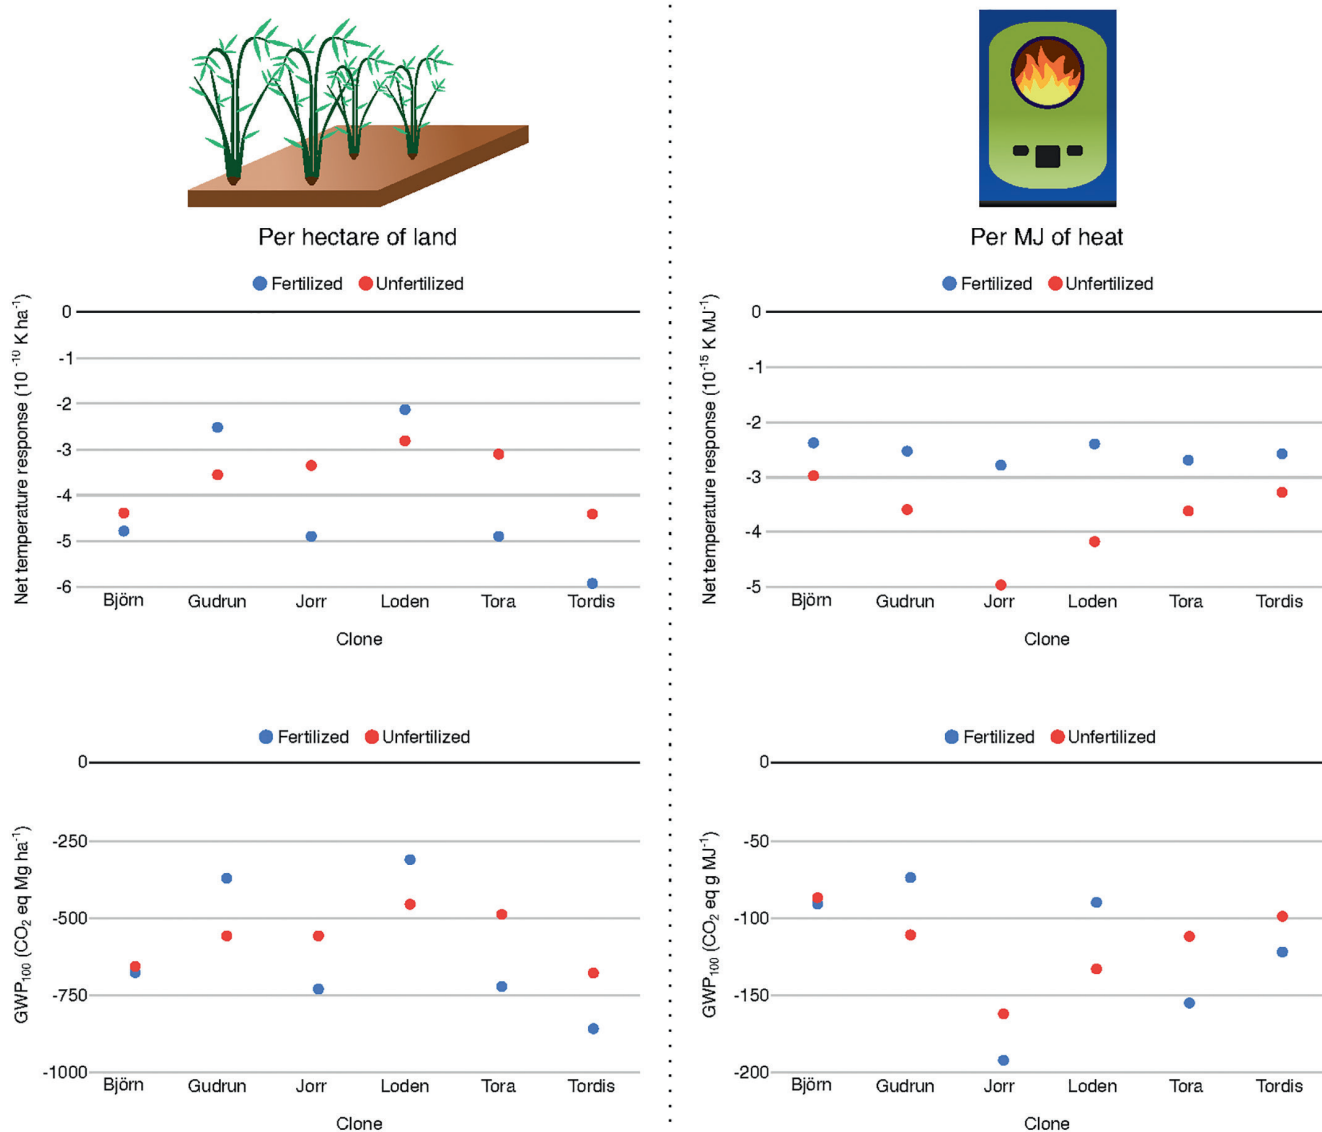 Per hectare of land
Fertilized Unfertilized
Net temperature response (10⁻¹⁰ K ha⁻¹)
0
-1
-2
-3
-4
-5
-6
Björn Gudrun Jorr Loden Tora Tordis
Clone
Per MJ of heat
Fertilized Unfertilized
Net temperature response (10⁻¹⁵ K MJ⁻¹)
0
-1
-2
-3
-4
-5
Björn Gudrun Jorr Loden Tora Tordis
Clone
Fertilized Unfertilized
GWP₁₀₀ (CO₂ eq Mg ha⁻¹)
0
-250
-500
-750
-1000
Björn Gudrun Jorr Loden Tora Tordis
Clone
Fertilized Unfertilized
GWP₁₀₀ (CO₂ eq g MJ⁻¹)
0
-50
-100
-150
-200
Björn Gudrun Jorr Loden Tora Tordis
Clone